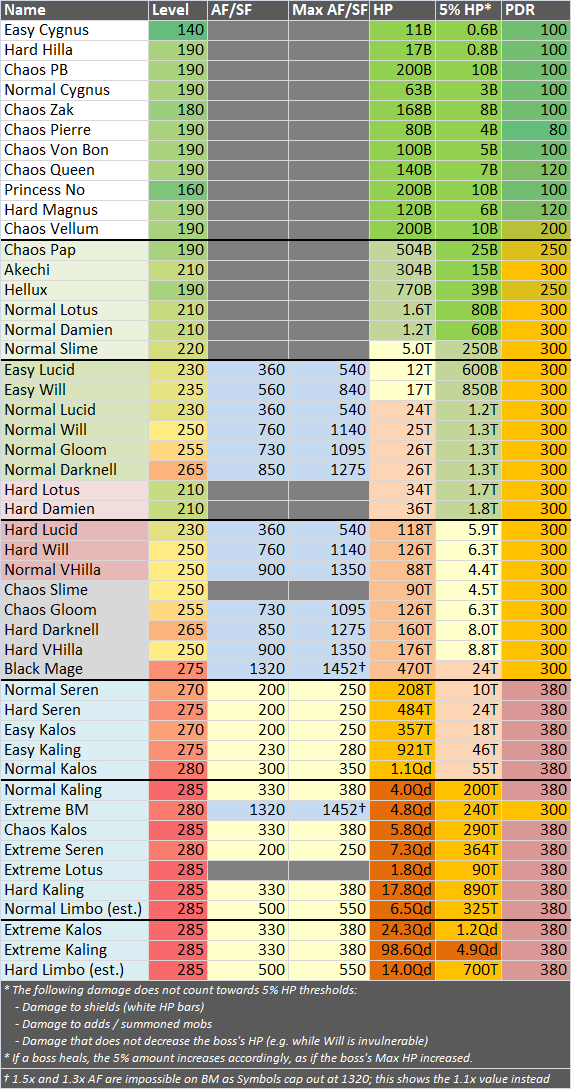 Name Level AF/SF Max AF/SF HP 5% HP* PDR
Easy Cygnus 140 11B 0.6B 100
Hard Hilla 190 17B 0.8B 100
Chaos PB 190 200B 10B 100
Normal Cygnus 190 63B 3B 100
Chaos Zak 180 168B 8B 100
Chaos Pierre 190 80B 4B 80
Chaos Von Bon 190 100B 5B 100
Chaos Queen 190 140B 7B 120
Princess No 160 200B 10B 100
Hard Magnus 190 120B 6B 120
Chaos Vellum 190 200B 10B 200
Chaos Pap 190 504B 25B 250
Akechi 210 304B 15B 300
Hellux 190 770B 39B 250
Normal Lotus 210 1.6T 80B 300
Normal Damien 210 1.2T 60B 300
Normal Slime 220 5.0T 250B 300
Easy Lucid 230 360 540 12T 600B 300
Easy Will 235 560 840 17T 850B 300
Normal Lucid 230 360 540 24T 1.2T 300
Normal Will 250 760 1140 25T 1.3T 300
Normal Gloom 255 730 1095 26T 1.3T 300
Normal Darknell 265 850 1275 26T 1.3T 300
Hard Lotus 210 34T 1.7T 300
Hard Damien 210 36T 1.8T 300
Hard Lucid 230 360 540 118T 5.9T 300
Hard Will 250 760 1140 126T 6.3T 300
Normal VHilla 250 900 1350 88T 4.4T 300
Chaos Slime 250 90T 4.5T 300
Chaos Gloom 255 730 1095 126T 6.3T 300
Hard Darknell 265 850 1275 160T 8.0T 300
Hard VHilla 250 900 1350 176T 8.8T 300
Black Mage 275 1320 1452† 470T 24T 300
Normal Seren 270 200 250 208T 10T 380
Hard Seren 275 200 250 484T 24T 380
Easy Kalos 270 200 250 357T 18T 380
Easy Kaling 275 230 280 921T 46T 380
Normal Kalos 280 300 350 1.1Qd 55T 380
Normal Kaling 285 330 380 4.0Qd 200T 380
Extreme BM 280 1320 1452† 4.8Qd 240T 300
Chaos Kalos 285 330 380 5.8Qd 290T 380
Extreme Seren 280 200 250 7.3Qd 364T 380
Extreme Lotus 285 1.8Qd 90T 380
Hard Kaling 285 330 380 17.8Qd 890T 380
Normal Limbo (est.) 285 500 550 6.5Qd 325T 380
Extreme Kalos 285 330 380 24.3Qd 1.2Qd 380
Extreme Kaling 285 330 380 98.6Qd 4.9Qd 380
Hard Limbo (est.) 285 500 550 14.0Qd 700T 380
* The following damage does not count towards 5% HP thresholds:
- Damage to shields (white HP bars)
- Damage to adds / summoned mobs
- Damage that does not decrease the boss's HP (e.g. while Will is invulnerable)
* If a boss heals, the 5% amount increases accordingly, as if the boss's Max HP increased.
† 1.5x and 1.3x AF are impossible on BM as Symbols cap out at 1320; this shows the 1.1x value instead